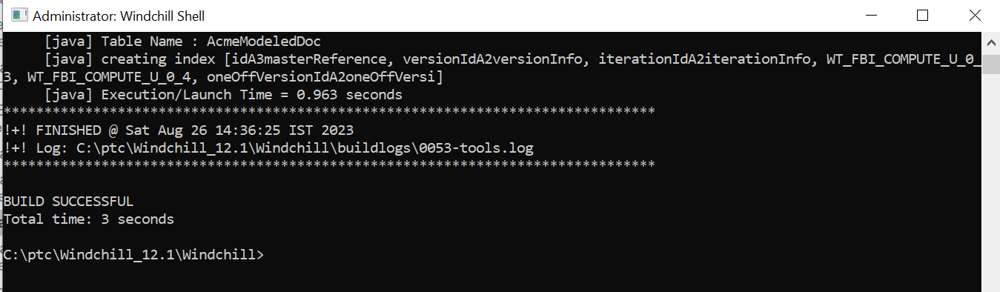 Administrator: Windchill Shell
[java] Table Name : AcmeModeledDoc
[java] creating index [idA3masterReference, versionIdA2versionInfo, iterationIdA2iterationInfo, WT_FBI_COMPUTE_U_0_
3, WT_FBI_COMPUTE_U_0_4, oneOffVersionIdA2oneOffVersi]
[java] Execution/Launch Time = 0.963 seconds
********************************************************************************
!+! FINISHED @ Sat Aug 26 14:36:25 IST 2023
!+! Log: C:\ptc\Windchill_12.1\Windchill\buildlogs\0053-tools.log
********************************************************************************
BUILD SUCCESSFUL
Total time: 3 seconds
C:\ptc\Windchill_12.1\Windchill>